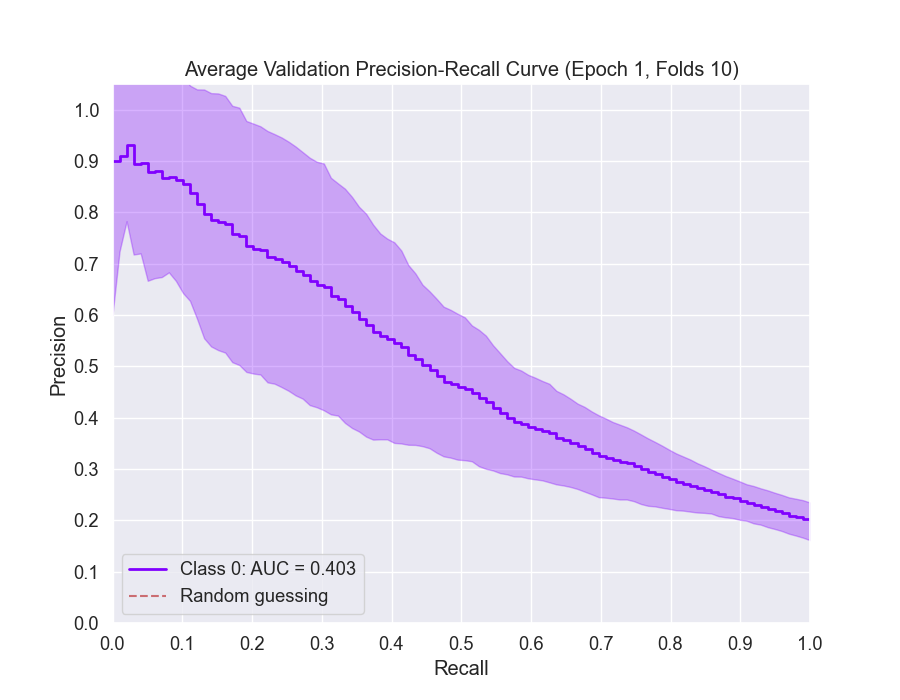 Average Validation Precision-Recall Curve (Epoch 1, Folds 10)
Precision
1.0
0.9
0.8
0.7
0.6
0.5
0.4
0.3
0.2
0.1
0.0
Class 0: AUC = 0.403
Random guessing
0.0 0.1 0.2 0.3 0.4 0.5 0.6 0.7 0.8 0.9 1.0
Recall